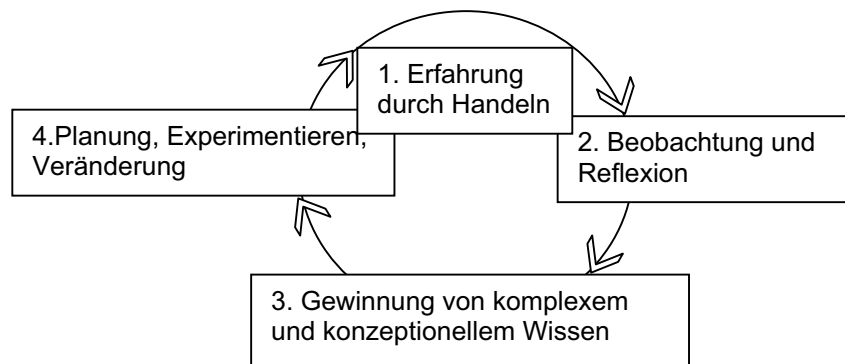 1. Erfahrung
durch Handeln
2. Beobachtung und
Reflexion
3. Gewinnung von komplexem
und konzeptionellem Wissen
4.Planung, Experimentieren,
Veränderung